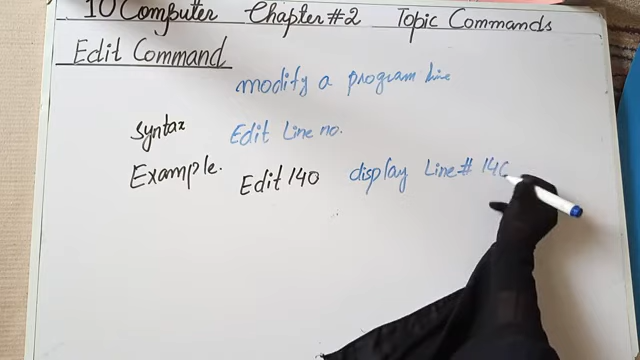 10 Computer Chapter #2 Topic Commands
Edit Command
modify a program line
Syntax Edit Line no.
Example. Edit 140 display Line# 140